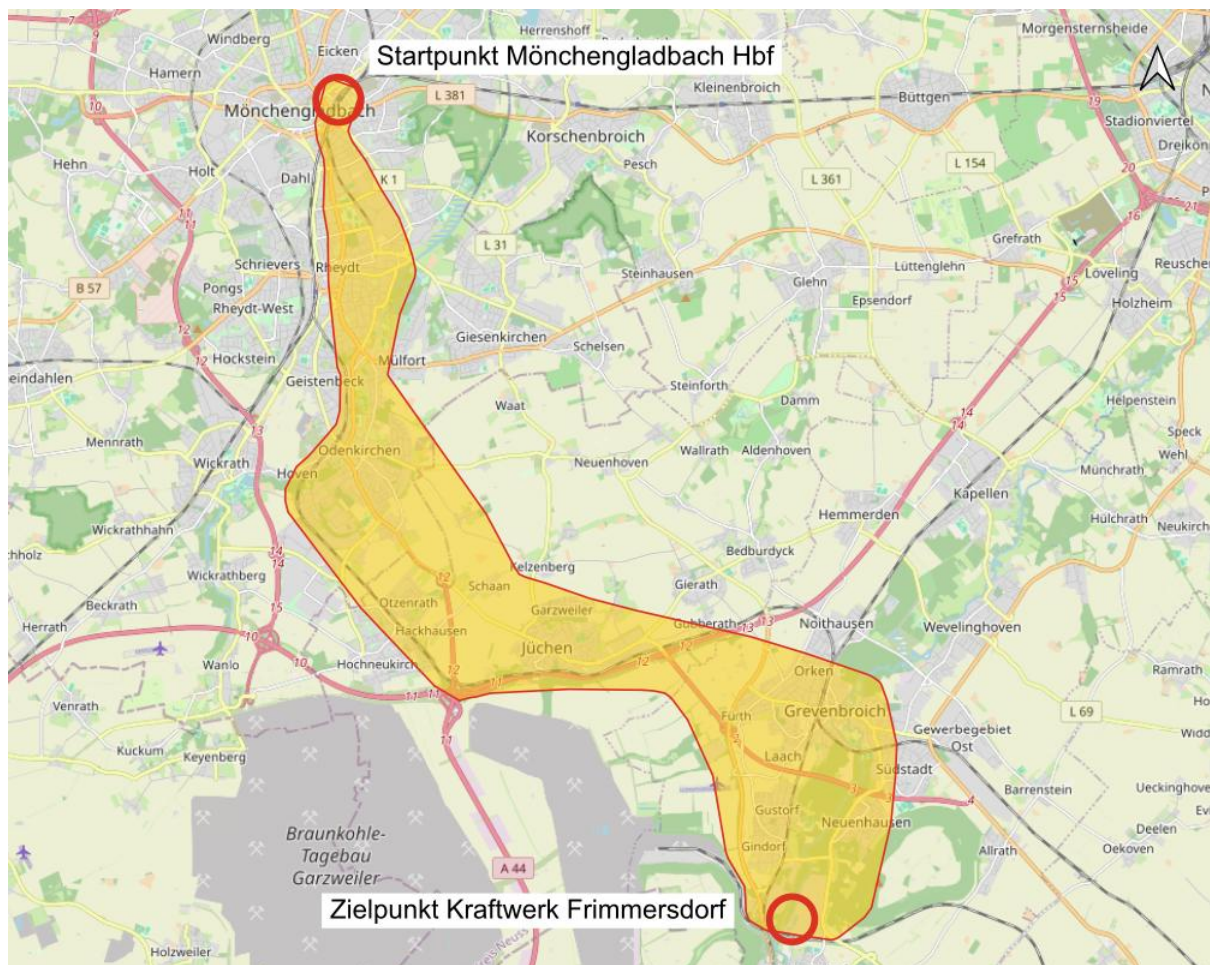 Windberg
Eicken
Herrenshoff
Morgensternsheide
Startpunkt Mönchengladbach Hbf
Hamern
Kleinenbroich
Büttgen
L 381
Mönchengladbach
Korschenbroich
Stadionviertel
Hehn
Holt
Dahl
K 1
Pesch
L 361
L 154
L 31
Grefrath
Schrievers
Rheydt
Steinhausen
Glehn
Lüttenglehn
Löveling
B 57
Pongs
Rheydt-West
Epsendorf
Holzheim
Giesenkirchen
Schelsen
Hockstein
Mülfort
Geistenbeck
Steinforth
Damm
Helpenstein
Waat
Mennrath
Odenkirchen
Wallrath
Aldenhoven
Speck
Wehl
Wickrath
Hoven
Neuenhoven
Münchrath
Kapellen
Wickrathhahn
Hemmerden
Hülchrath
Bedburdyck
Kelzenberg
Wickrathberg
Schaan
Gierath
Beckrath
Otzenrath
Garzweiler
Herrath
Hackhausen
Gubberath
Noithausen
Wevelinghoven
Jüchen
Wanlo
Hochneukirch
Orken
Ramrath
Venrath
Furth
Grevenbroich
L 69
Kuckum
Keyenberg
Laach
Gewerbegebiet
Ost
Südstadt
Barrenstein
Gustorf
Neuenhausen
Braunkohle-
Tagebau
Garzweiler
Gindorf
Deelen
Allrath
Oekoven
A 44
Zielpunkt Kraftwerk Frimmersdorf
Holzweiler